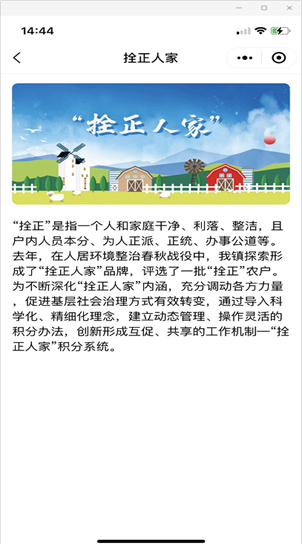 14:44
拴正人家
“拴正人家”
“拴正”是指一个人和家庭干净、利落、整洁，且
户内人员本分、为人正派、正统、办事公道等。
去年，在人居环境整治春秋战役中，我镇探索形
成了“拴正人家”品牌，评选了一批“拴正”农户。
为不断深化“拴正人家”内涵，充分调动各方力量
，促进基层社会治理方式有效转变，通过导入科
学化、精细化理念，建立动态管理、操作灵活的
积分办法，创新形成互促、共享的工作机制—“拴
正人家”积分系统。